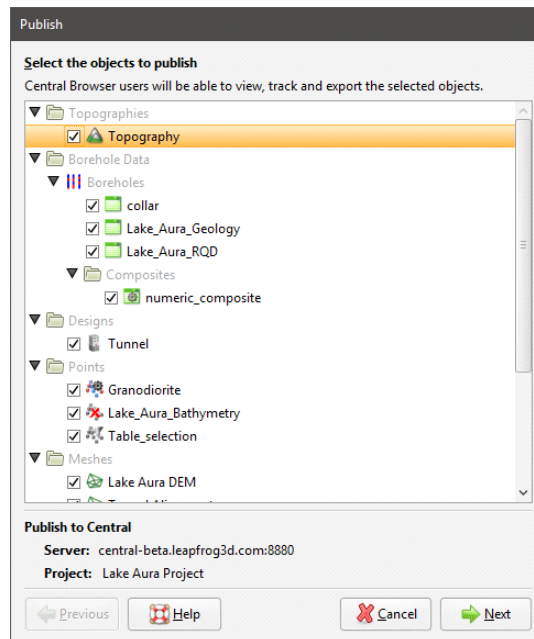 Publish
Select the objects to publish
Central Browser users will be able to view, track and export the selected objects.
Topographies
Topography
Borehole Data
Boreholes
collar
Lake_Aura_Geology
Lake_Aura_RQD
Composites
numeric_composite
Designs
Tunnel
Points
Granodiorite
Lake_Aura_Bathymetry
Table_selection
Meshes
Lake Aura DEM
Publish to Central
Server: central-beta.leapfrog3d.com:8880
Project: Lake Aura Project
Previous Help Cancel Next